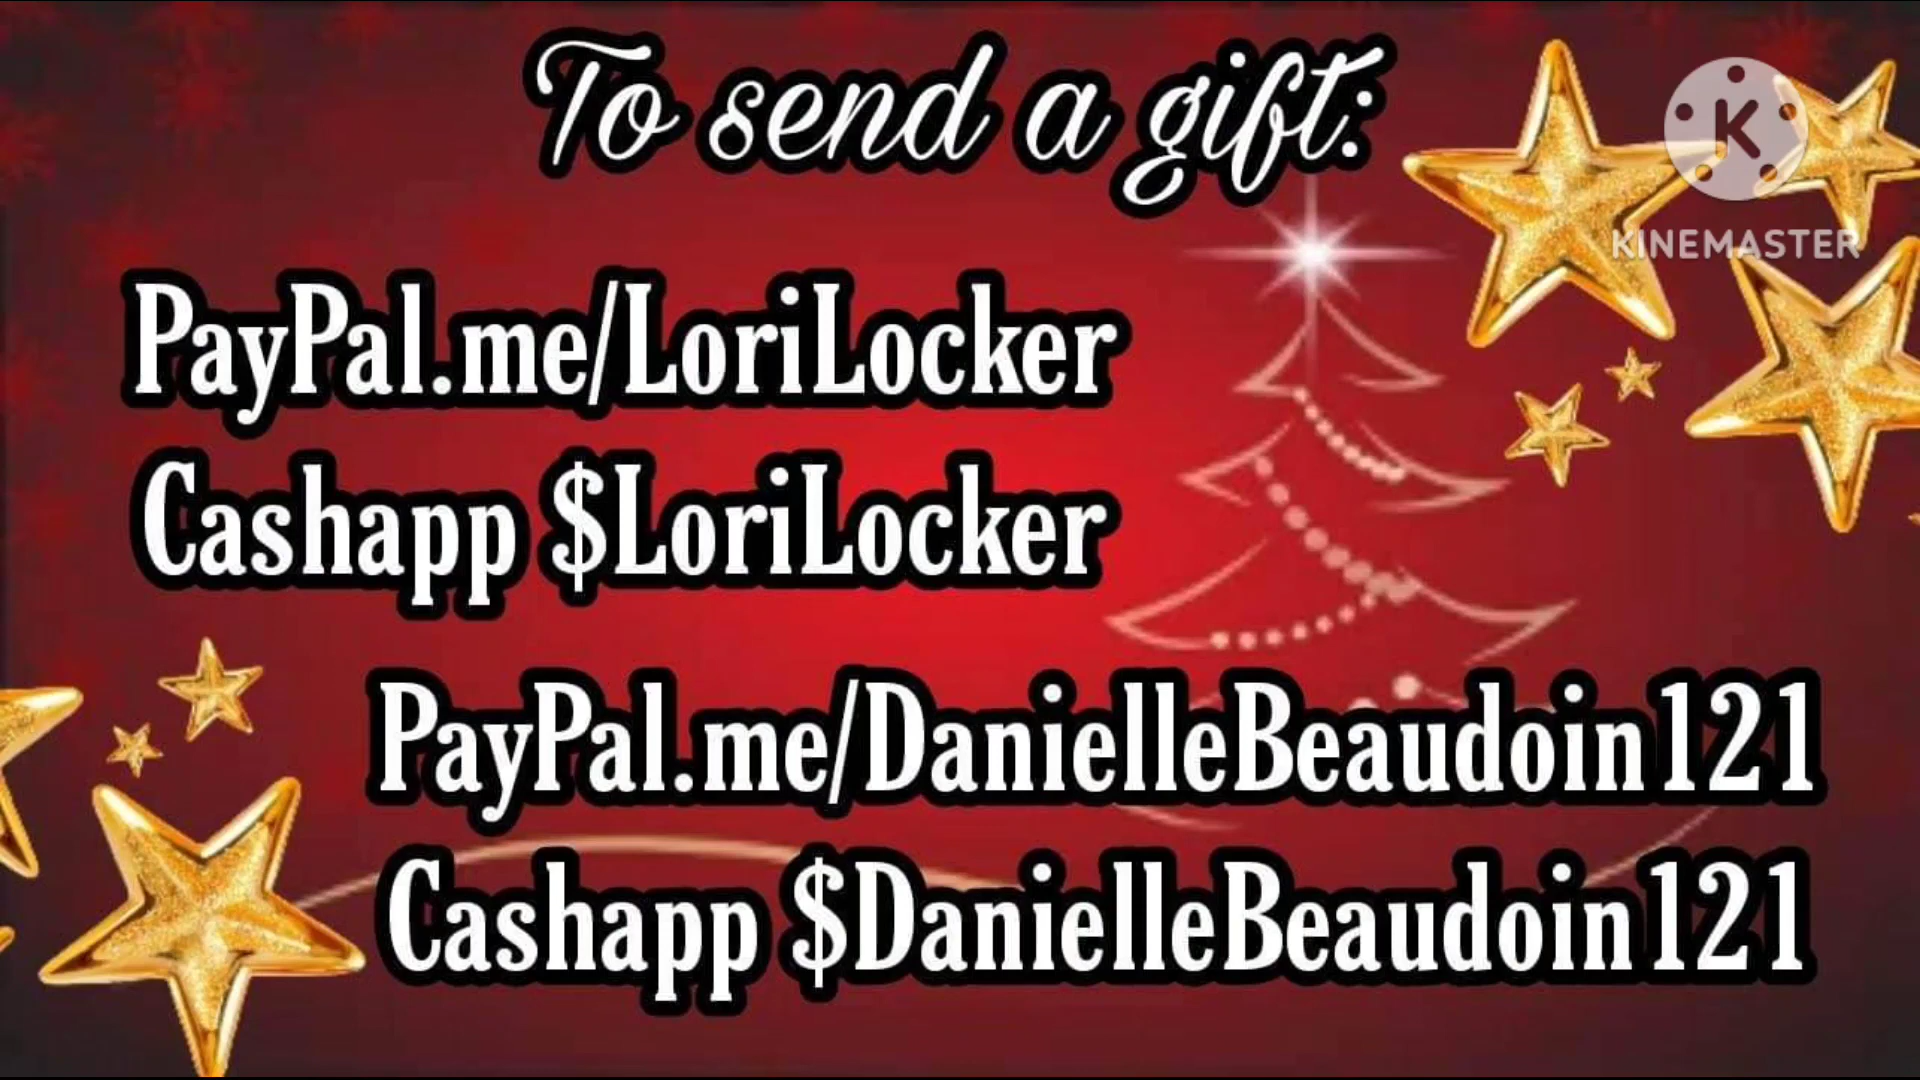 To send a gift:
K
KINEMASTER
PayPal.me/LoriLocker
Cashapp $LoriLocker
PayPal.me/DanielleBeaudoin121
Cashapp $DanielleBeaudoin121